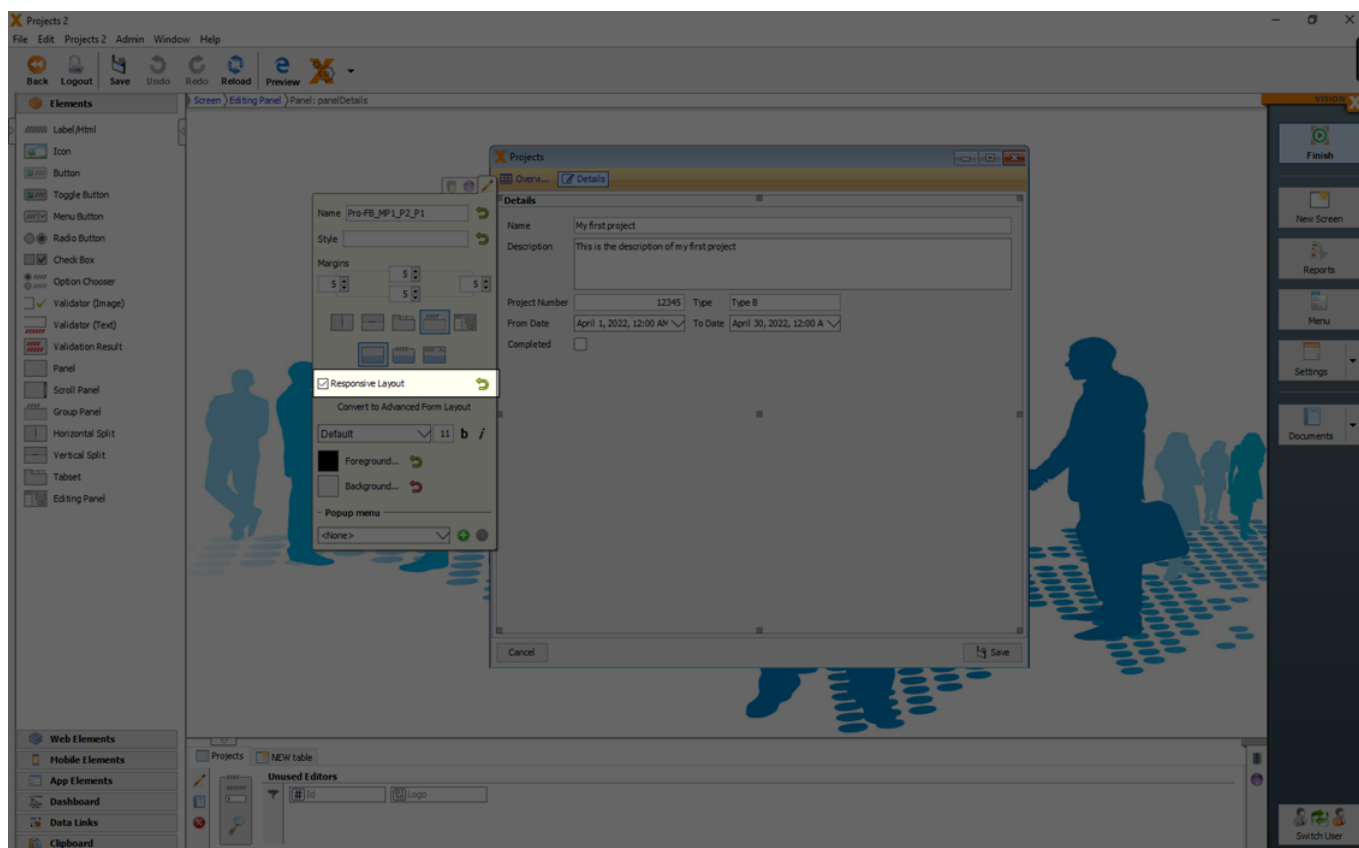 Projects 2
File Edit Projects 2 Admin Window Help
Back Logout Save Undo Redo Reload Preview
Elements
Screen Editing Panel Panel: panelDetails
VISION X
Label/Html
Icon
Button
Toggle Button
Menu Button
Radio Button
Check Box
Option Chooser
Validator (Image)
Validator (Text)
Validation Result
Panel
Scroll Panel
Group Panel
Horizontal Split
Vertical Split
Tabset
Editing Panel
Web Elements
Mobile Elements
App Elements
Dashboard
Data Links
Clipboard
Name Pro-FB_MP1_P2_P1
Style
Margins
5
5 5
5
Responsive Layout
Convert to Advanced Form Layout
Default 11 b i
Foreground...
Background...
Popup menu
<None>
Projects
Overvi... Details
Details
Name My first project
Description This is the description of my first project
Project Number 12345 Type Type B
From Date April 1, 2022, 12:00 AM To Date April 30, 2022, 12:00 A
Completed
Cancel Save
Projects NEW table
Unused Editors
# Id Logo
Finish
New Screen
Reports
Menu
Settings
Documents
Switch User